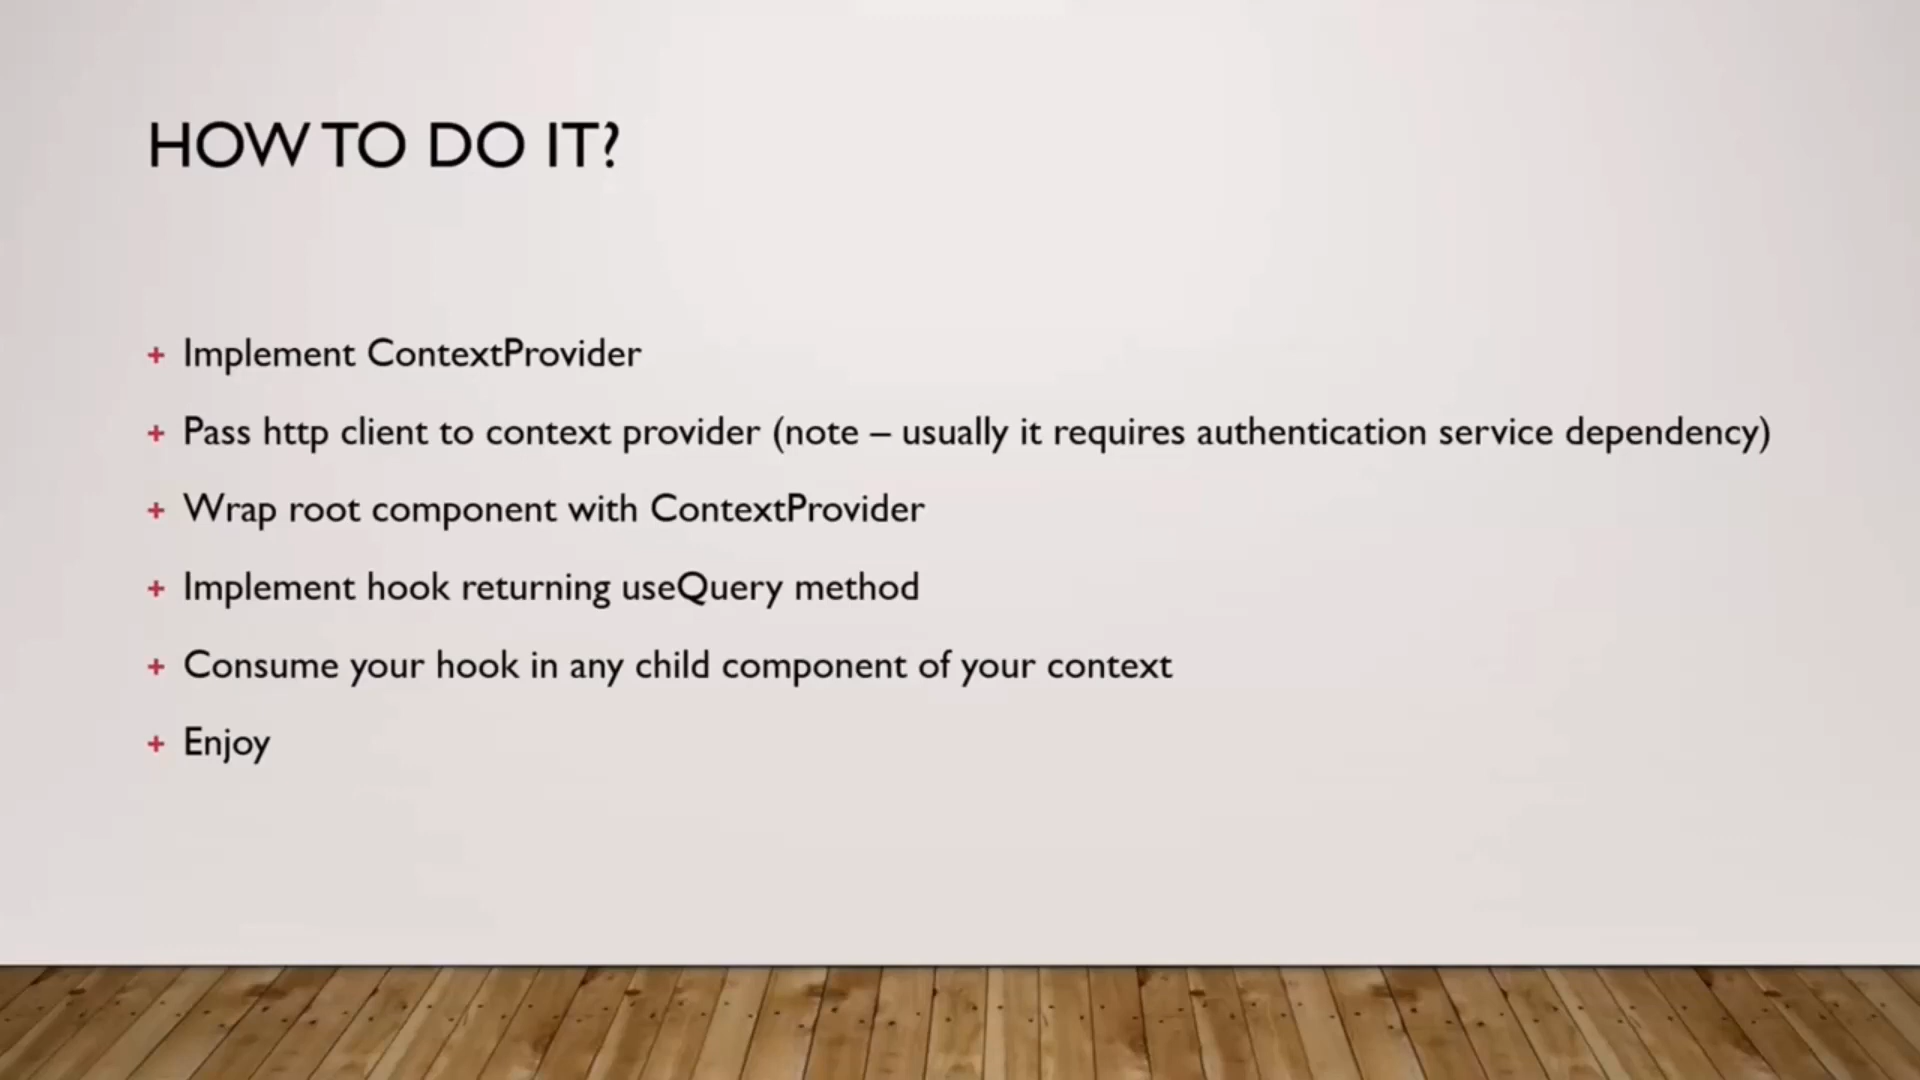 HOW TO DO IT?
+ Implement ContextProvider
+ Pass http client to context provider (note – usually it requires authentication service dependency)
+ Wrap root component with ContextProvider
+ Implement hook returning useQuery method
+ Consume your hook in any child component of your context
+ Enjoy